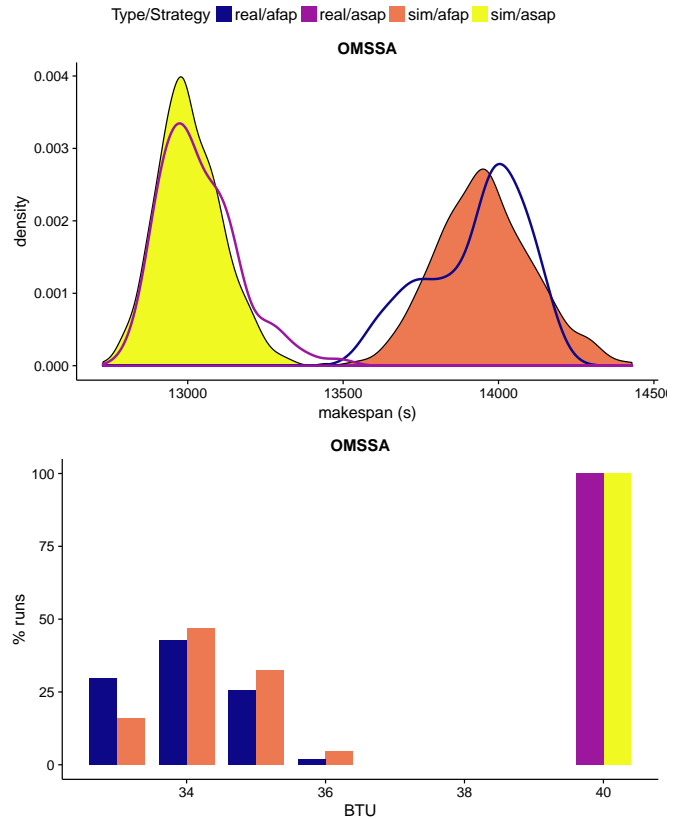 Type/Strategy real/afap real/asap sim/afap sim/asap
OMSSA
0.004
0.003
0.002
0.001
0.000
density
13000 13500 14000 14500
makespan (s)
OMSSA
100
75
50
25
0
% runs
34 36 38 40
BTU